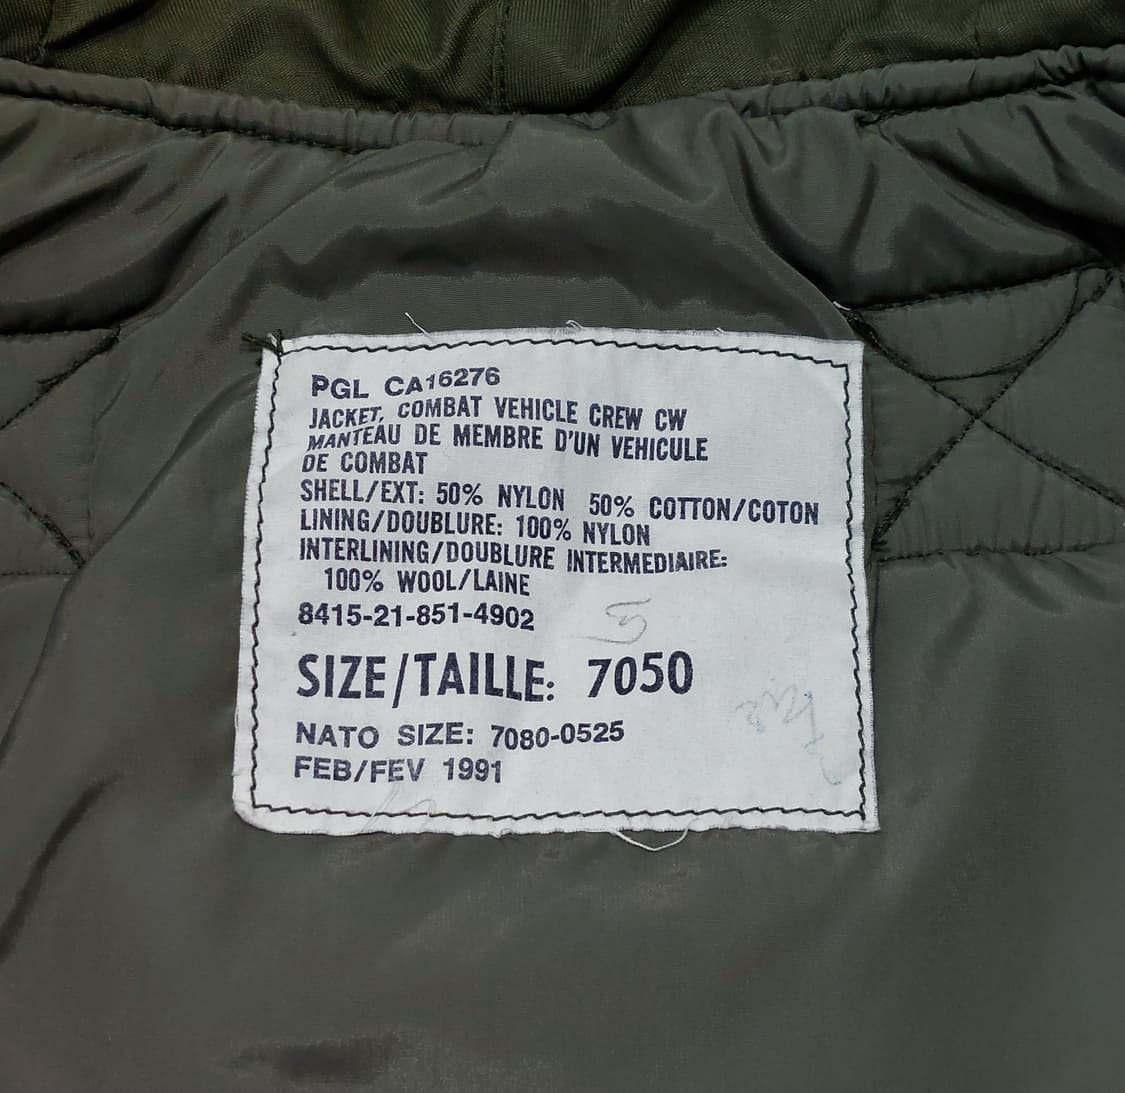 PGL CA16276
JACKET, COMBAT VEHICLE CREW CW
MANTEAU DE MEMBRE D'UN VEHICULE
DE COMBAT
SHELL/EXT: 50% NYLON 50% COTTON/COTON
LINING/DOUBLURE: 100% NYLON
INTERLINING/DOUBLURE INTERMEDIAIRE:
100% WOOL/LAINE
8415-21-851-4902
5
SIZE/TAILLE: 7050
NATO SIZE: 7080-0525
FEB/FEV 1991